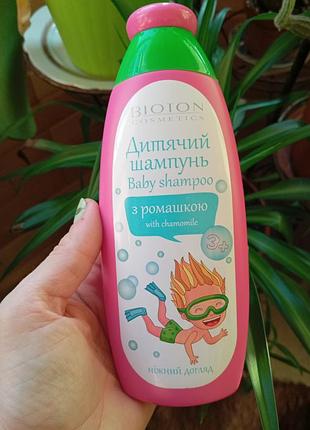 BIOTON
COSMETICS
Дитячий
шампунь
Baby shampoo
з ромашкою
with chamomile
3+
ніжний догляд